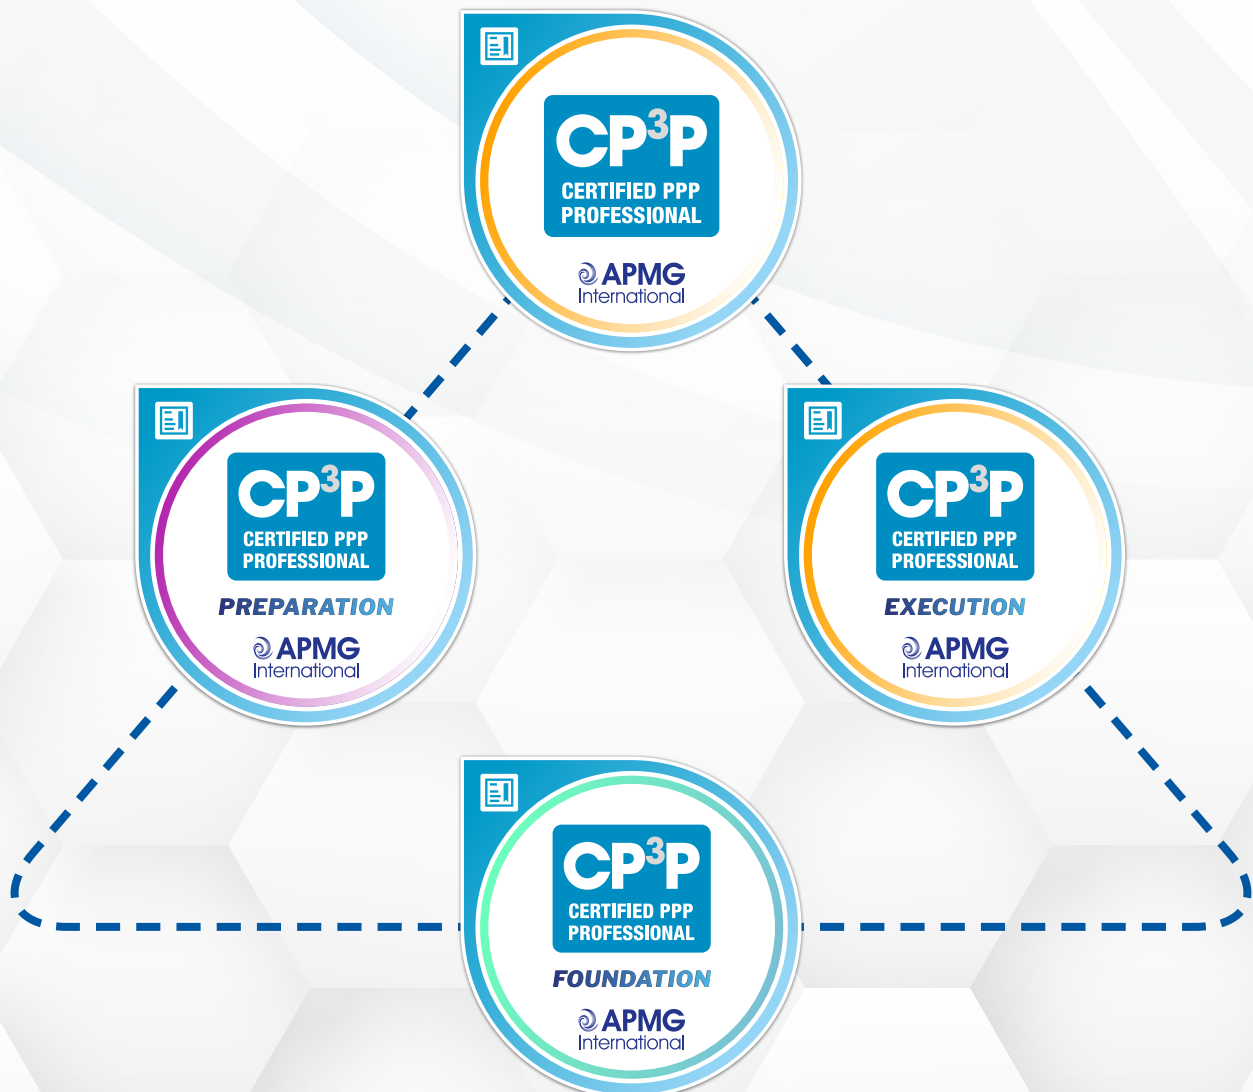 CP³P
CERTIFIED PPP
PROFESSIONAL
APMG
International
CP³P
CERTIFIED PPP
PROFESSIONAL
PREPARATION
APMG
International
CP³P
CERTIFIED PPP
PROFESSIONAL
EXECUTION
APMG
International
CP³P
CERTIFIED PPP
PROFESSIONAL
FOUNDATION
APMG
International